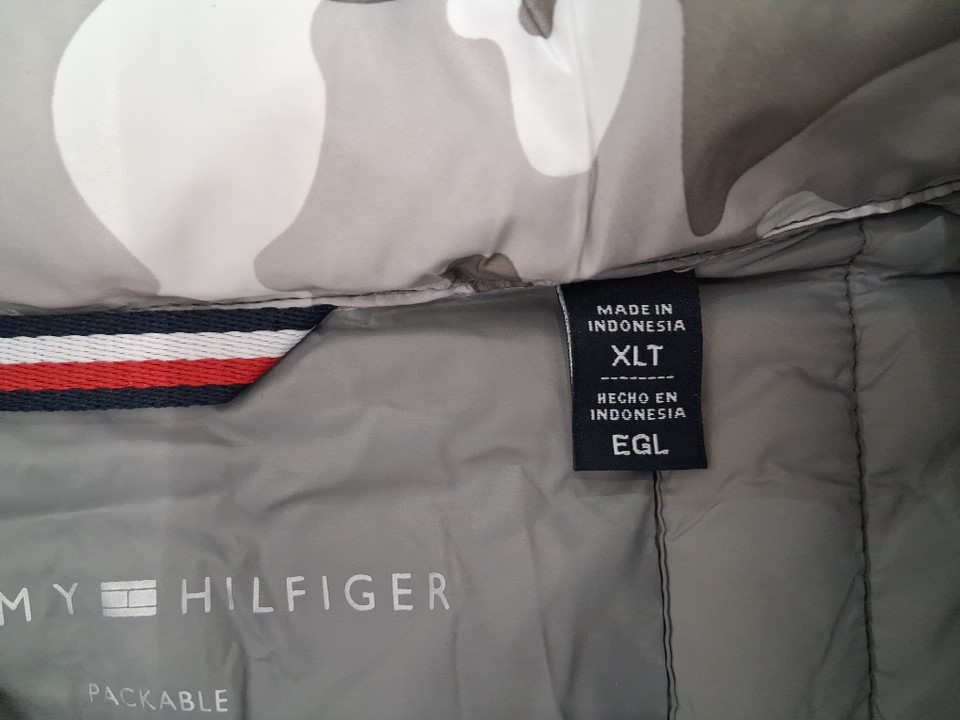 MADE IN
INDONESIA
XLT
HECHO EN
INDONESIA
EGL
MY HILFIGER
PACKABLE